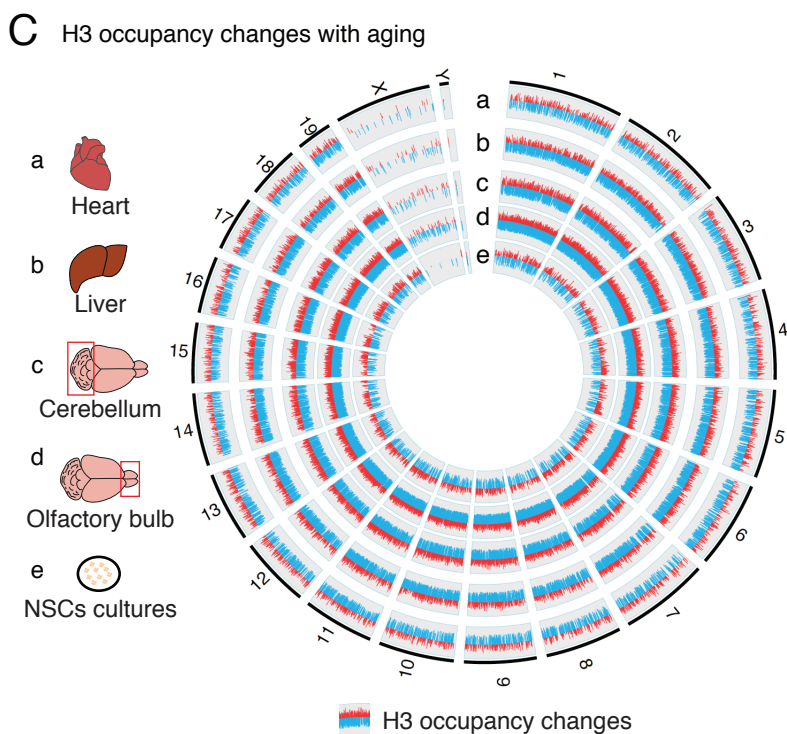 C H3 occupancy changes with aging
a
Heart
b
Liver
c
Cerebellum
d
Olfactory bulb
e
NSCs cultures
a
b
c
d
e
1
2
3
4
5
6
7
8
9
10
11
12
13
14
15
16
17
18
19
X
Y
H3 occupancy changes